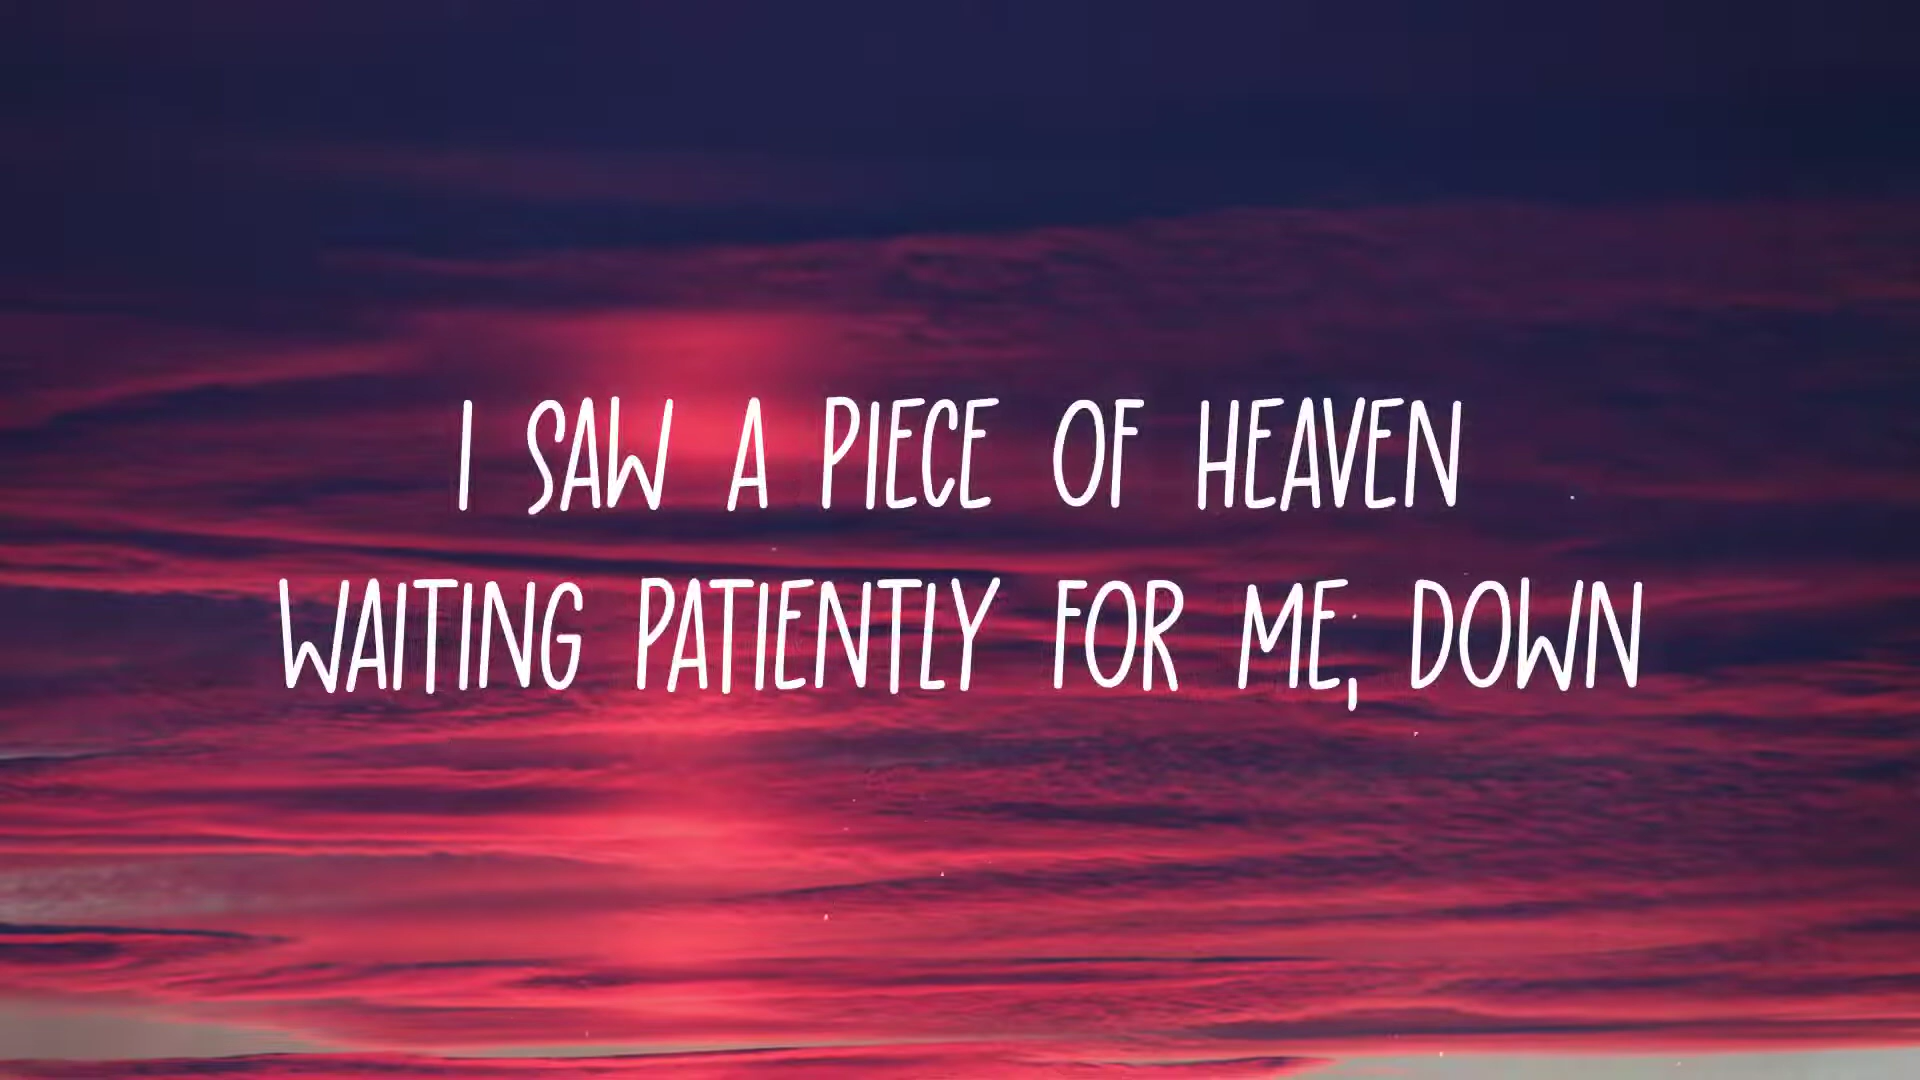 I SAW A PIECE OF HEAVEN
WAITING PATIENTLY FOR ME, DOWN